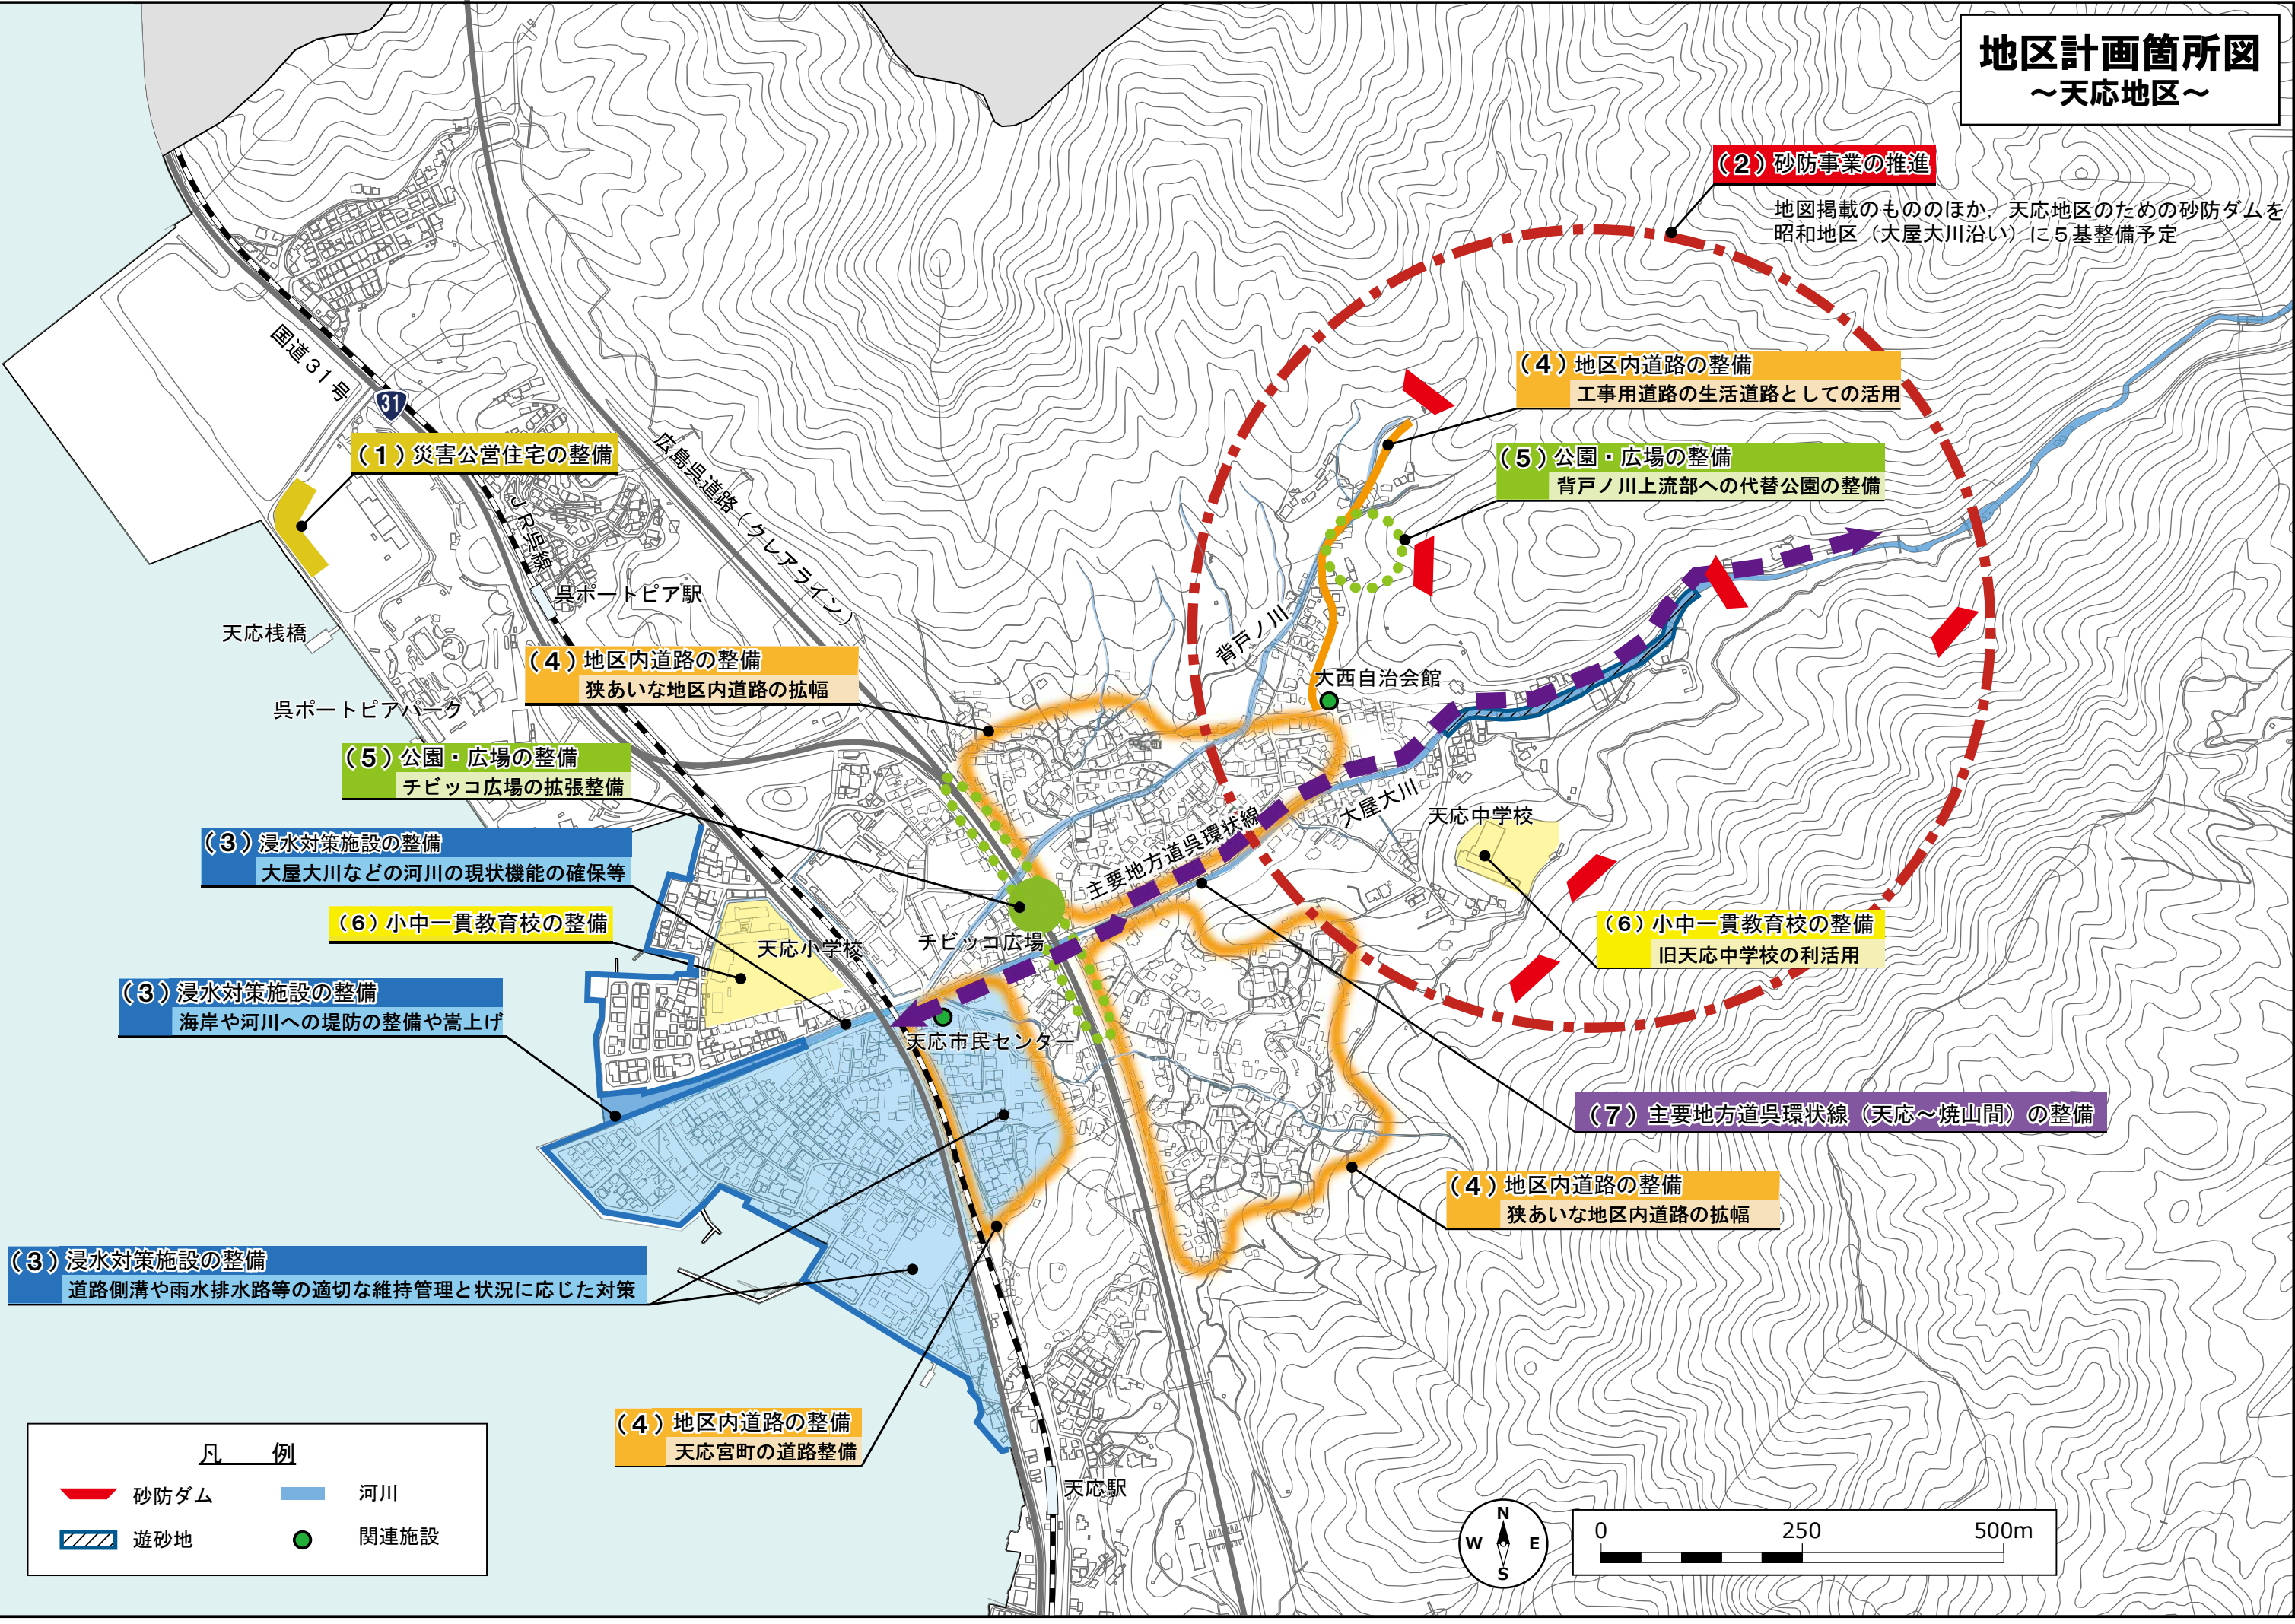 地区計画箇所図
～天応地区～
（2）砂防事業の推進
地図掲載のもののほか，天応地区のための砂防ダムを
昭和地区（大屋大川沿い）に５基整備予定
国道31号
31
（4）地区内道路の整備
工事用道路の生活道路としての活用
（1）災害公営住宅の整備
広島呉道路（クレアライン）
（5）公園・広場の整備
背戸ノ川上流部への代替公園の整備
ＪＲ呉線
呉ポートピア駅
天応桟橋
背戸ノ川
（4）地区内道路の整備
狭あいな地区内道路の拡幅
大西自治会館
呉ポートピアパーク
（5）公園・広場の整備
チビッコ広場の拡張整備
大屋大川
天応中学校
主要地方道呉環状線
（3）浸水対策施設の整備
大屋大川などの河川の現状機能の確保等
（6）小中一貫教育校の整備
天応小学校
チビッコ広場
（6）小中一貫教育校の整備
旧天応中学校の利活用
（3）浸水対策施設の整備
海岸や河川への堤防の整備や嵩上げ
天応市民センター
（7）主要地方道呉環状線（天応～焼山間）の整備
（4）地区内道路の整備
狭あいな地区内道路の拡幅
（3）浸水対策施設の整備
道路側溝や雨水排水路等の適切な維持管理と状況に応じた対策
（4）地区内道路の整備
天応宮町の道路整備
天応駅
凡　例
砂防ダム
河川
遊砂地
関連施設
N
W E
S
0 250 500m